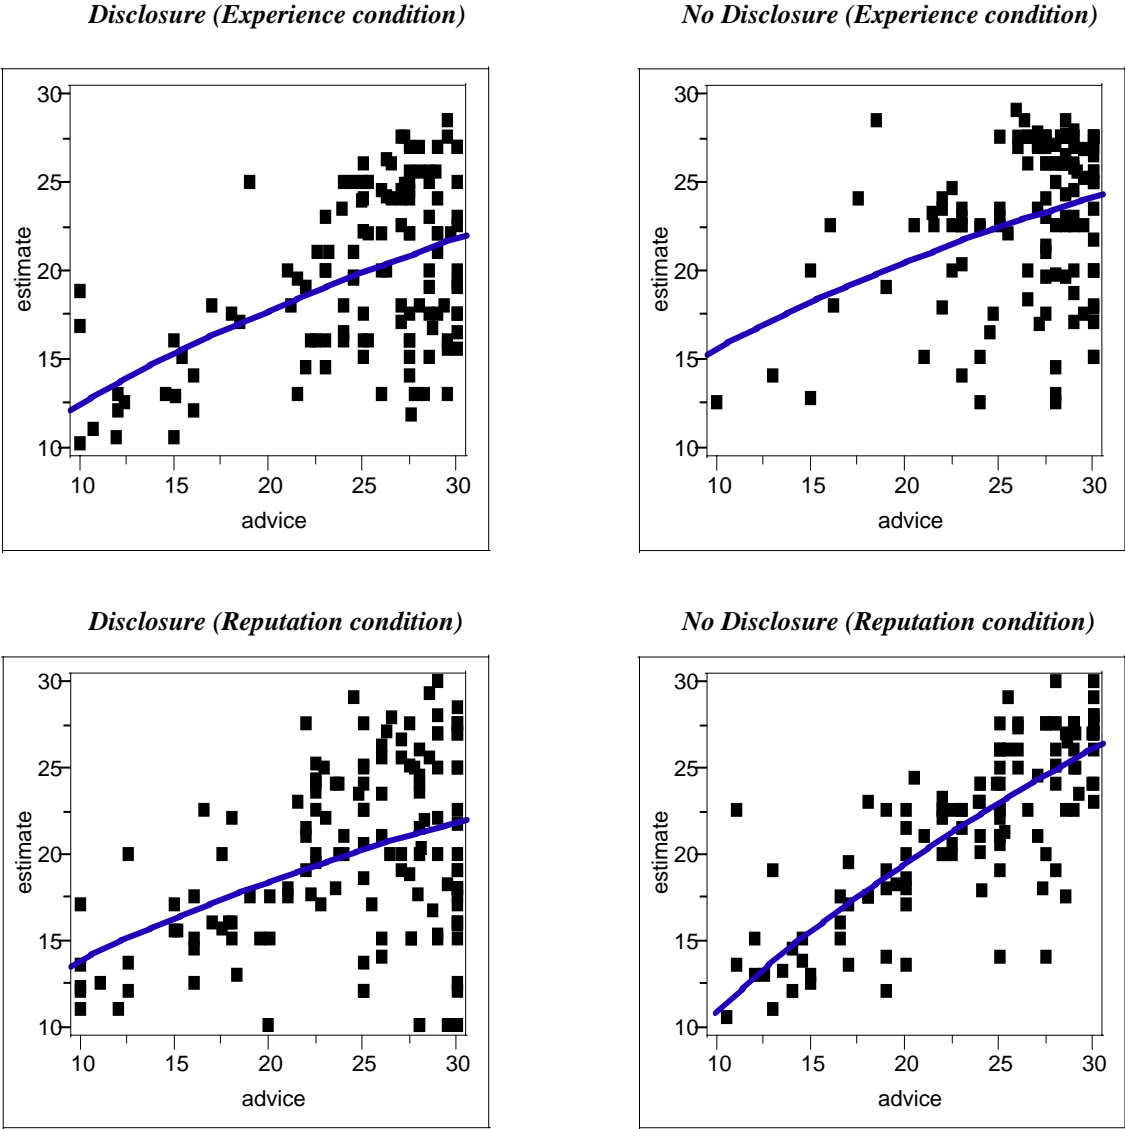 Disclosure (Experience condition)
No Disclosure (Experience condition)
30
25
20
15
10
estimate
10 15 20 25 30
advice
30
25
20
15
10
estimate
10 15 20 25 30
advice
Disclosure (Reputation condition)
No Disclosure (Reputation condition)
30
25
20
15
10
estimate
10 15 20 25 30
advice
30
25
20
15
10
estimate
10 15 20 25 30
advice